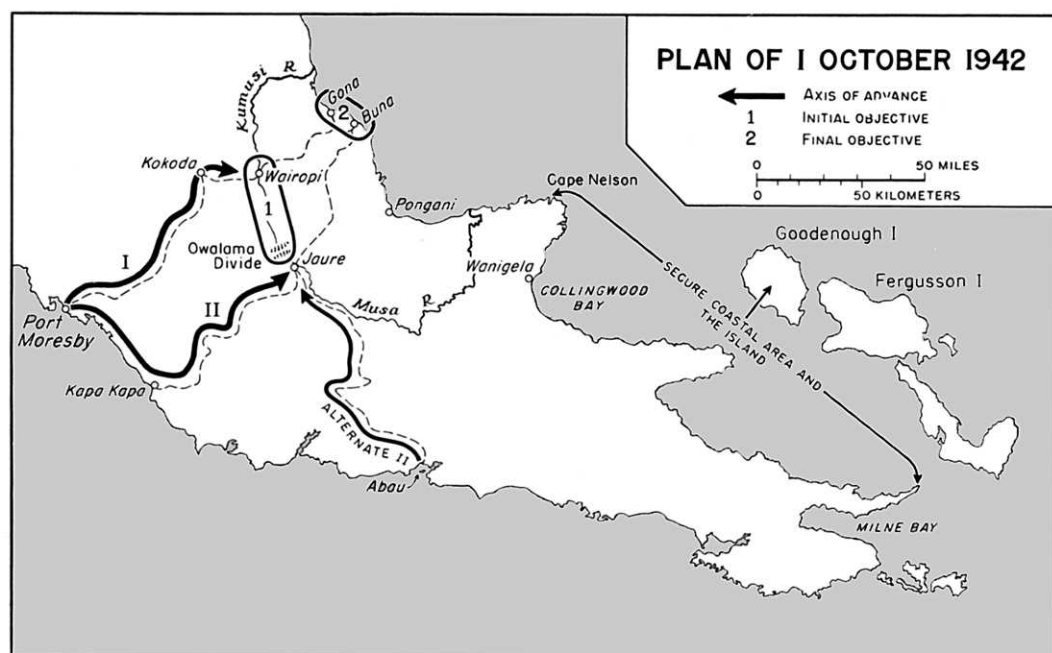 PLAN OF 1 OCTOBER 1942
AXIS OF ADVANCE
1 INITIAL OBJECTIVE
2 FINAL OBJECTIVE
0 50 MILES
0 50 KILOMETERS
Kumusi R
Gona
2
Buna
Kokoda
Wairopi
1
Cape Nelson
Pongani
Goodenough I
Owalama
Divide
Jaure
Wanigela
Fergusson I
I
COLLINGWOOD
BAY
SECURE COASTAL AREA AND
THE ISLAND
II
Musa R
Port
Moresby
Kapa Kapa
ALTERNATE II
Abau
MILNE BAY